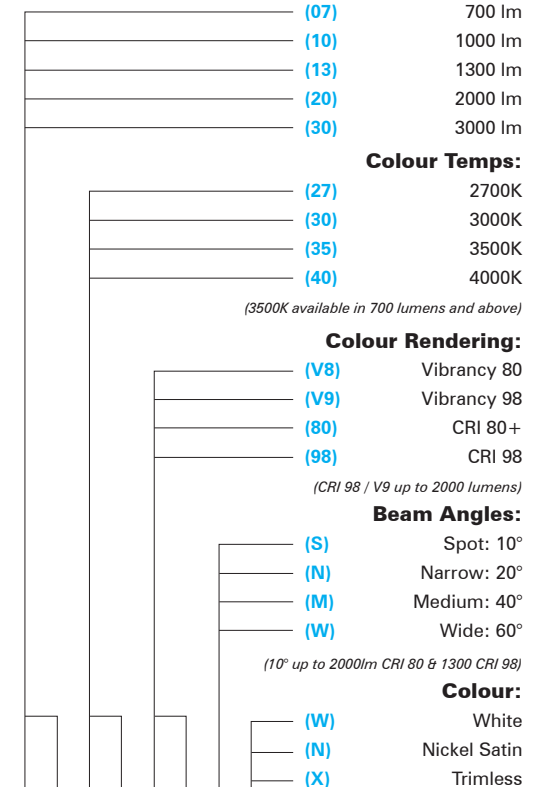 (07) 700 lm
(10) 1000 lm
(13) 1300 lm
(20) 2000 lm
(30) 3000 lm
Colour Temps:
(27) 2700K
(30) 3000K
(35) 3500K
(40) 4000K
(3500K available in 700 lumens and above)
Colour Rendering:
(V8) Vibrancy 80
(V9) Vibrancy 98
(80) CRI 80+
(98) CRI 98
(CRI 98 / V9 up to 2000 lumens)
Beam Angles:
(S) Spot: 10°
(N) Narrow: 20°
(M) Medium: 40°
(W) Wide: 60°
(10° up to 2000lm CRI 80 & 1300 CRI 98)
Colour:
(W) White
(N) Nickel Satin
(X) Trimless